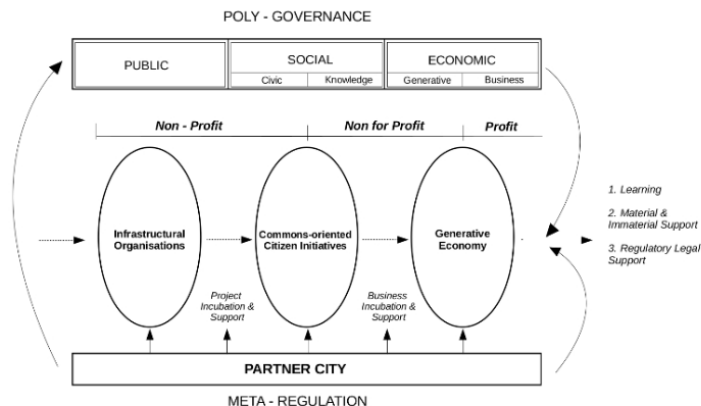 POLY - GOVERNANCE
PUBLIC
SOCIAL
ECONOMIC
Civic
Knowledge
Generative
Business
Non - Profit
Non for Profit
Profit
Infrastructural
Organisations
Commons-oriented
Citizen Initiatives
Generative
Economy
1. Learning
2. Material &
Immaterial Support
3. Regulatory Legal
Support
Project
Incubation &
Support
Business
Incubation &
Support
PARTNER CITY
META - REGULATION